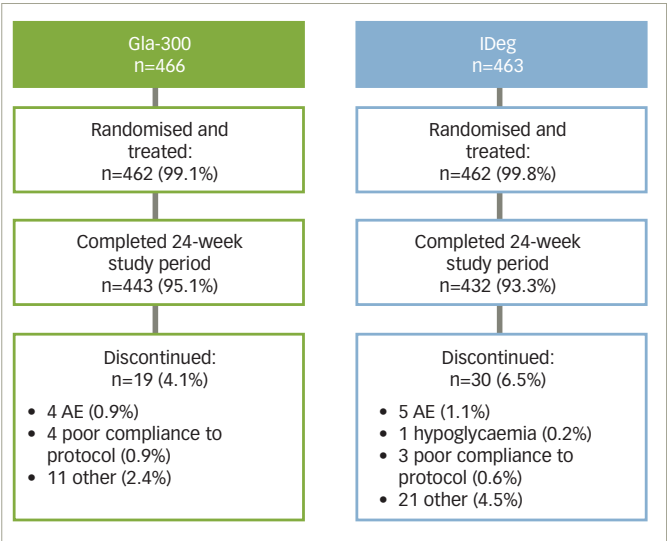 Gla-300
n=466
Randomised and
treated:
n=462 (99.1%)
Completed 24-week
study period
n=443 (95.1%)
Discontinued:
n=19 (4.1%)
• 4 AE (0.9%)
• 4 poor compliance to
protocol (0.9%)
• 11 other (2.4%)
IDeg
n=463
Randomised and
treated:
n=462 (99.8%)
Completed 24-week
study period
n=432 (93.3%)
Discontinued:
n=30 (6.5%)
• 5 AE (1.1%)
• 1 hypoglycaemia (0.2%)
• 3 poor compliance to
protocol (0.6%)
• 21 other (4.5%)